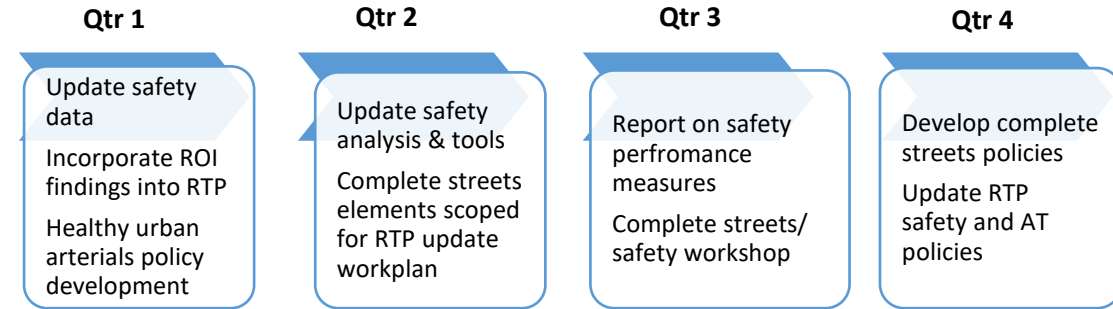 Qtr 1
Update safety
data
Incorporate ROI
findings into RTP
Healthy urban
arterials policy
development
Qtr 2
Update safety
analysis & tools
Complete streets
elements scoped
for RTP update
workplan
Qtr 3
Report on safety
perfromance
measures
Complete streets/
safety workshop
Qtr 4
Develop complete
streets policies
Update RTP
safety and AT
policies